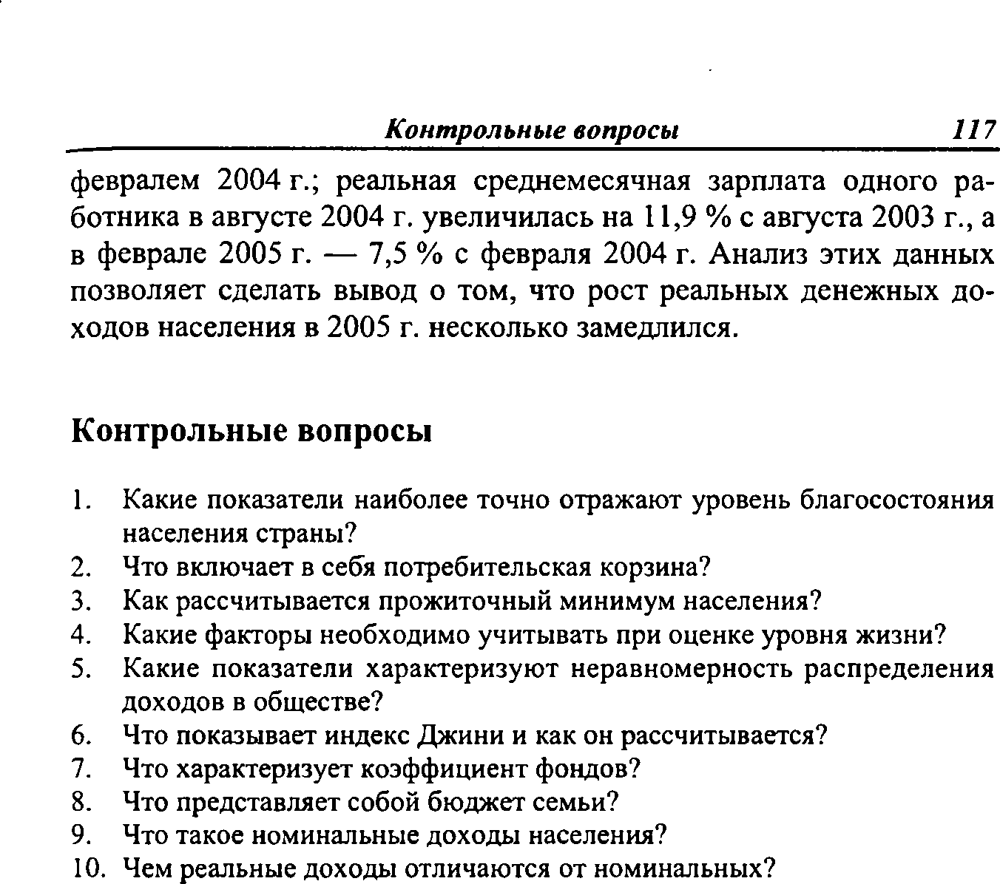 Контрольные вопросы 117
февралем 2004 г.; реальная среднемесячная зарплата одного ра-
ботника в августе 2004 г. увеличилась на 11,9 % с августа 2003 г., а
в феврале 2005 г. — 7,5 % с февраля 2004 г. Анализ этих данных
позволяет сделать вывод о том, что рост реальных денежных до-
ходов населения в 2005 г. несколько замедлился.
Контрольные вопросы
1. Какие показатели наиболее точно отражают уровень благосостояния
населения страны?
2. Что включает в себя потребительская корзина?
3. Как рассчитывается прожиточный минимум населения?
4. Какие факторы необходимо учитывать при оценке уровня жизни?
5. Какие показатели характеризуют неравномерность распределения
доходов в обществе?
6. Что показывает индекс Джини и как он рассчитывается?
7. Что характеризует коэффициент фондов?
8. Что представляет собой бюджет семьи?
9. Что такое номинальные доходы населения?
10. Чем реальные доходы отличаются от номинальных?